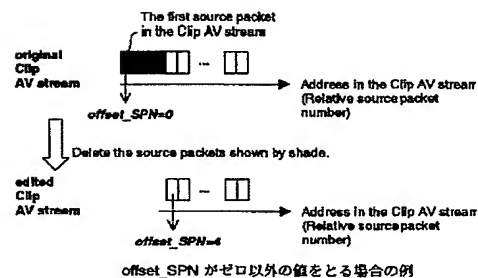 The first source packet
in the Clip AV stream
original
Clip
AV stream
...
Address in the Clip AV stream
(Relative source packet
number)
offset_SPN=0
Delete the source packets shown by shade.
edited
Clip
AV stream
...
Address in the Clip AV stream
(Relative source packet
number)
offset_SPN=4
offset_SPN がゼロ以外の値をとる場合の例